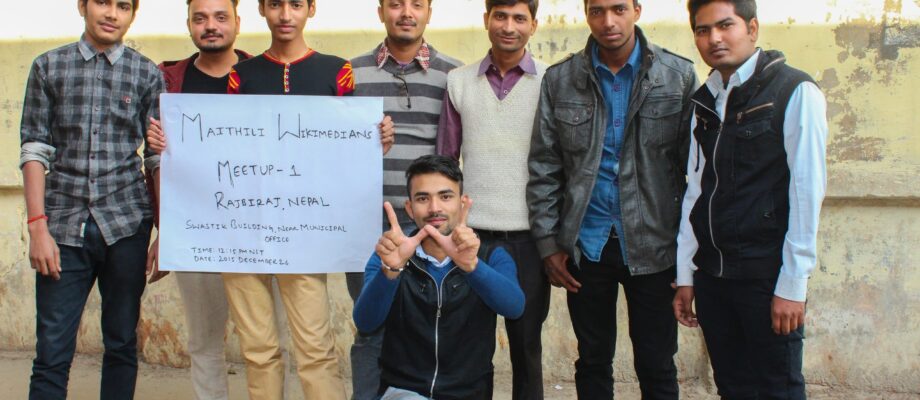 MAITHILI WIKIMEDIANS
MEETUP-1
RAJBIRAJ, NEPAL
SWASTIK BUILDING, NEAR MUNICIPAL
OFFICE
TIME: 12:15 PM NST
DATE: 2015 DECEMBER 26